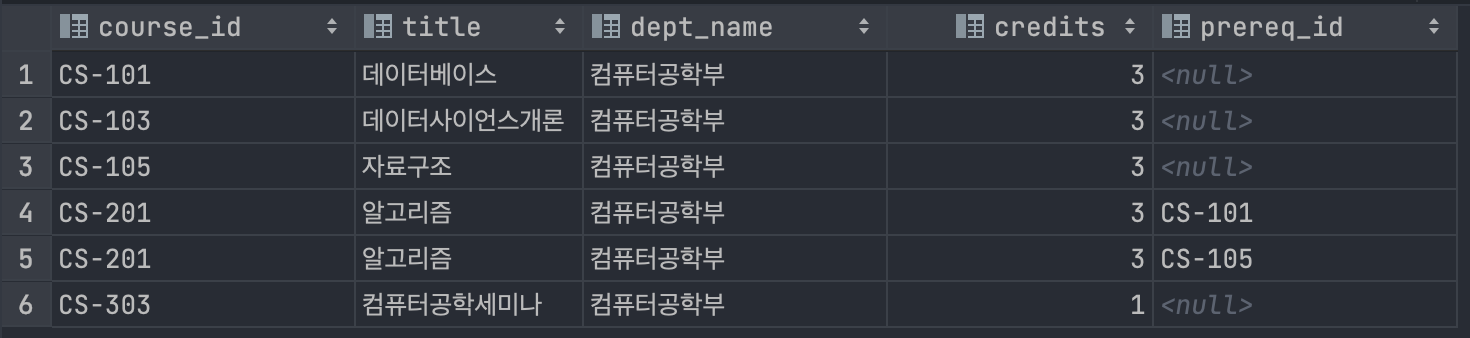 course_id title dept_name credits prereq_id
1 CS-101 데이터베이스 컴퓨터공학부 3 <null>
2 CS-103 데이터사이언스개론 컴퓨터공학부 3 <null>
3 CS-105 자료구조 컴퓨터공학부 3 <null>
4 CS-201 알고리즘 컴퓨터공학부 3 CS-101
5 CS-201 알고리즘 컴퓨터공학부 3 CS-105
6 CS-303 컴퓨터공학세미나 컴퓨터공학부 1 <null>